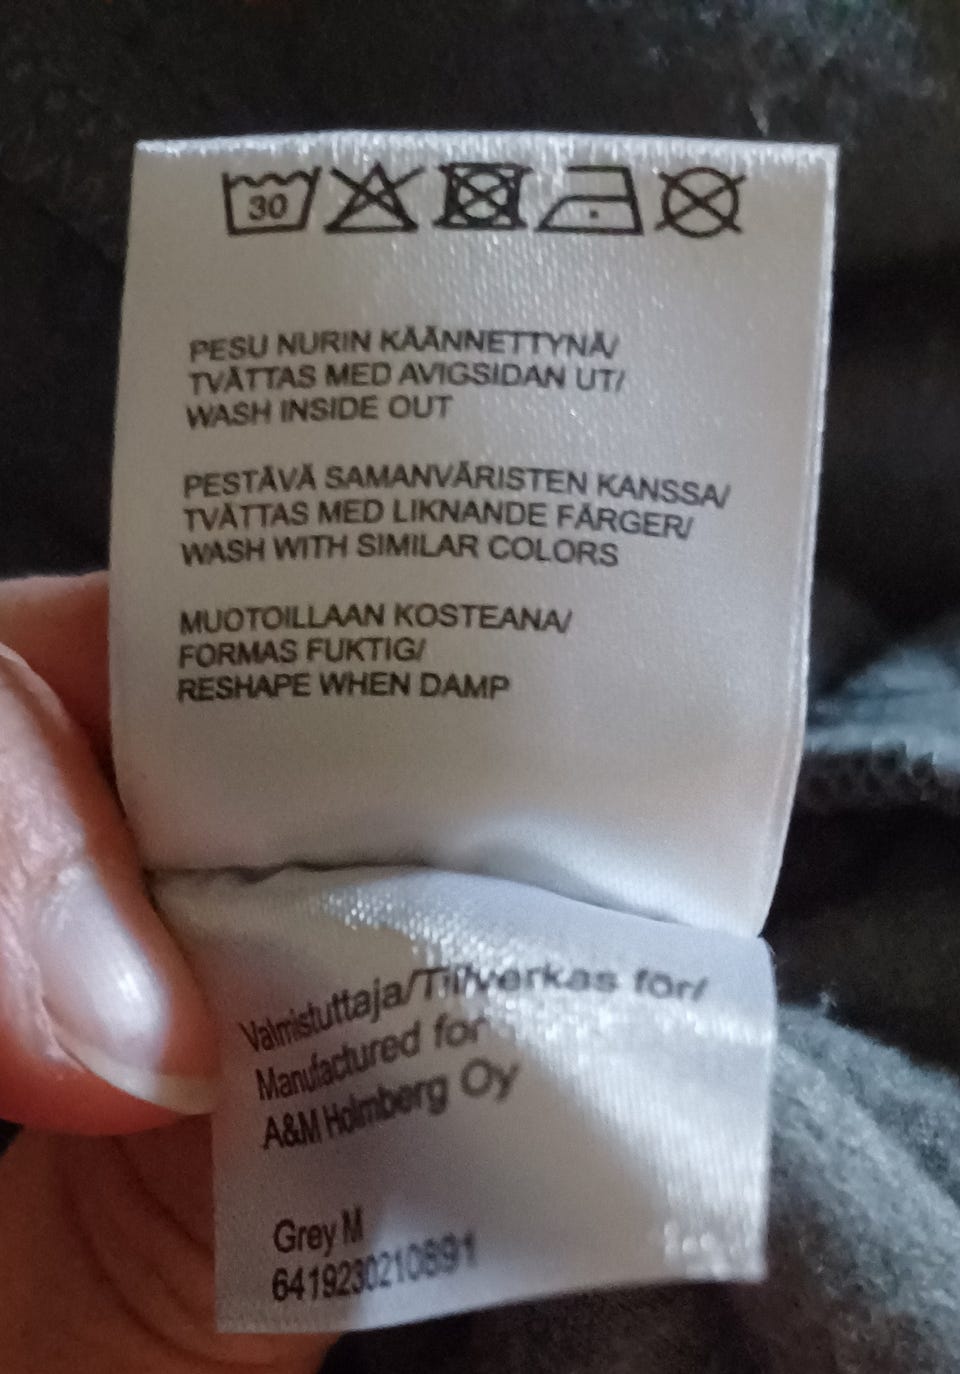 30
PESU NURIN KÄÄNNETTYNÄ/
TVÄTTAS MED AVIGSIDAN UT/
WASH INSIDE OUT
PESTÄVÄ SAMANVÄRISTEN KANSSA/
TVÄTTAS MED LIKNANDE FÄRGER/
WASH WITH SIMILAR COLORS
MUOTOILLAAN KOSTEANA/
FORMAS FUKTIG/
RESHAPE WHEN DAMP
Valmistuttaja/Tillverkas för/
Manufactured for
A&M Holmberg Oy
Grey M
6419230210891